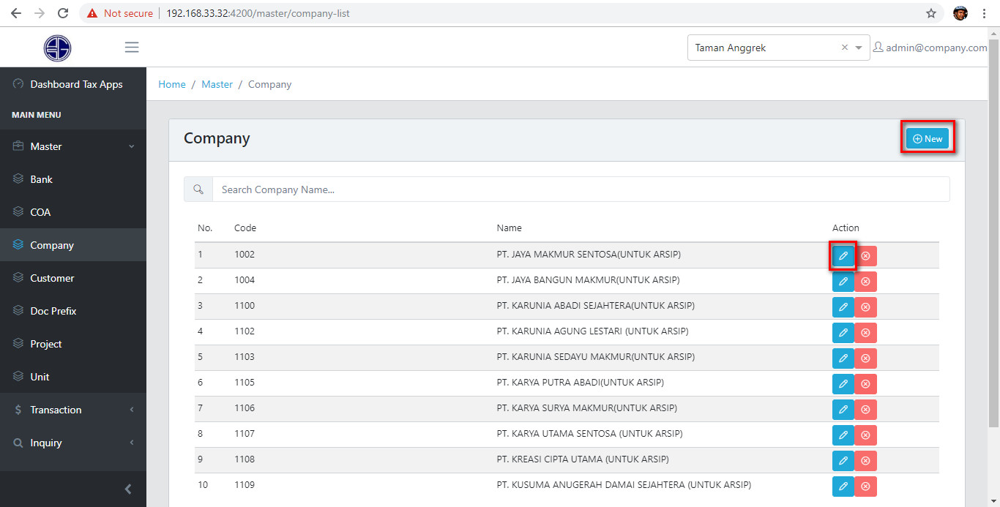 Not secure | 192.168.33.32:4200/master/company-list
Taman Anggrek × admin@company.com
Dashboard Tax Apps
Home / Master / Company
MAIN MENU
Master
Bank
COA
Company
Customer
Doc Prefix
Project
Unit
Transaction
Inquiry
Company
New
Search Company Name...
No. Code Name Action
1 1002 PT. JAYA MAKMUR SENTOSA(UNTUK ARSIP)
2 1004 PT. JAYA BANGUN MAKMUR(UNTUK ARSIP)
3 1100 PT. KARUNIA ABADI SEJAHTERA(UNTUK ARSIP)
4 1102 PT. KARUNIA AGUNG LESTARI (UNTUK ARSIP)
5 1103 PT. KARUNIA SEDAYU MAKMUR(UNTUK ARSIP)
6 1105 PT. KARYA PUTRA ABADI(UNTUK ARSIP)
7 1106 PT. KARYA SURYA MAKMUR(UNTUK ARSIP)
8 1107 PT. KARYA UTAMA SENTOSA (UNTUK ARSIP)
9 1108 PT. KREASI CIPTA UTAMA (UNTUK ARSIP)
10 1109 PT. KUSUMA ANUGERAH DAMAI SEJAHTERA (UNTUK ARSIP)